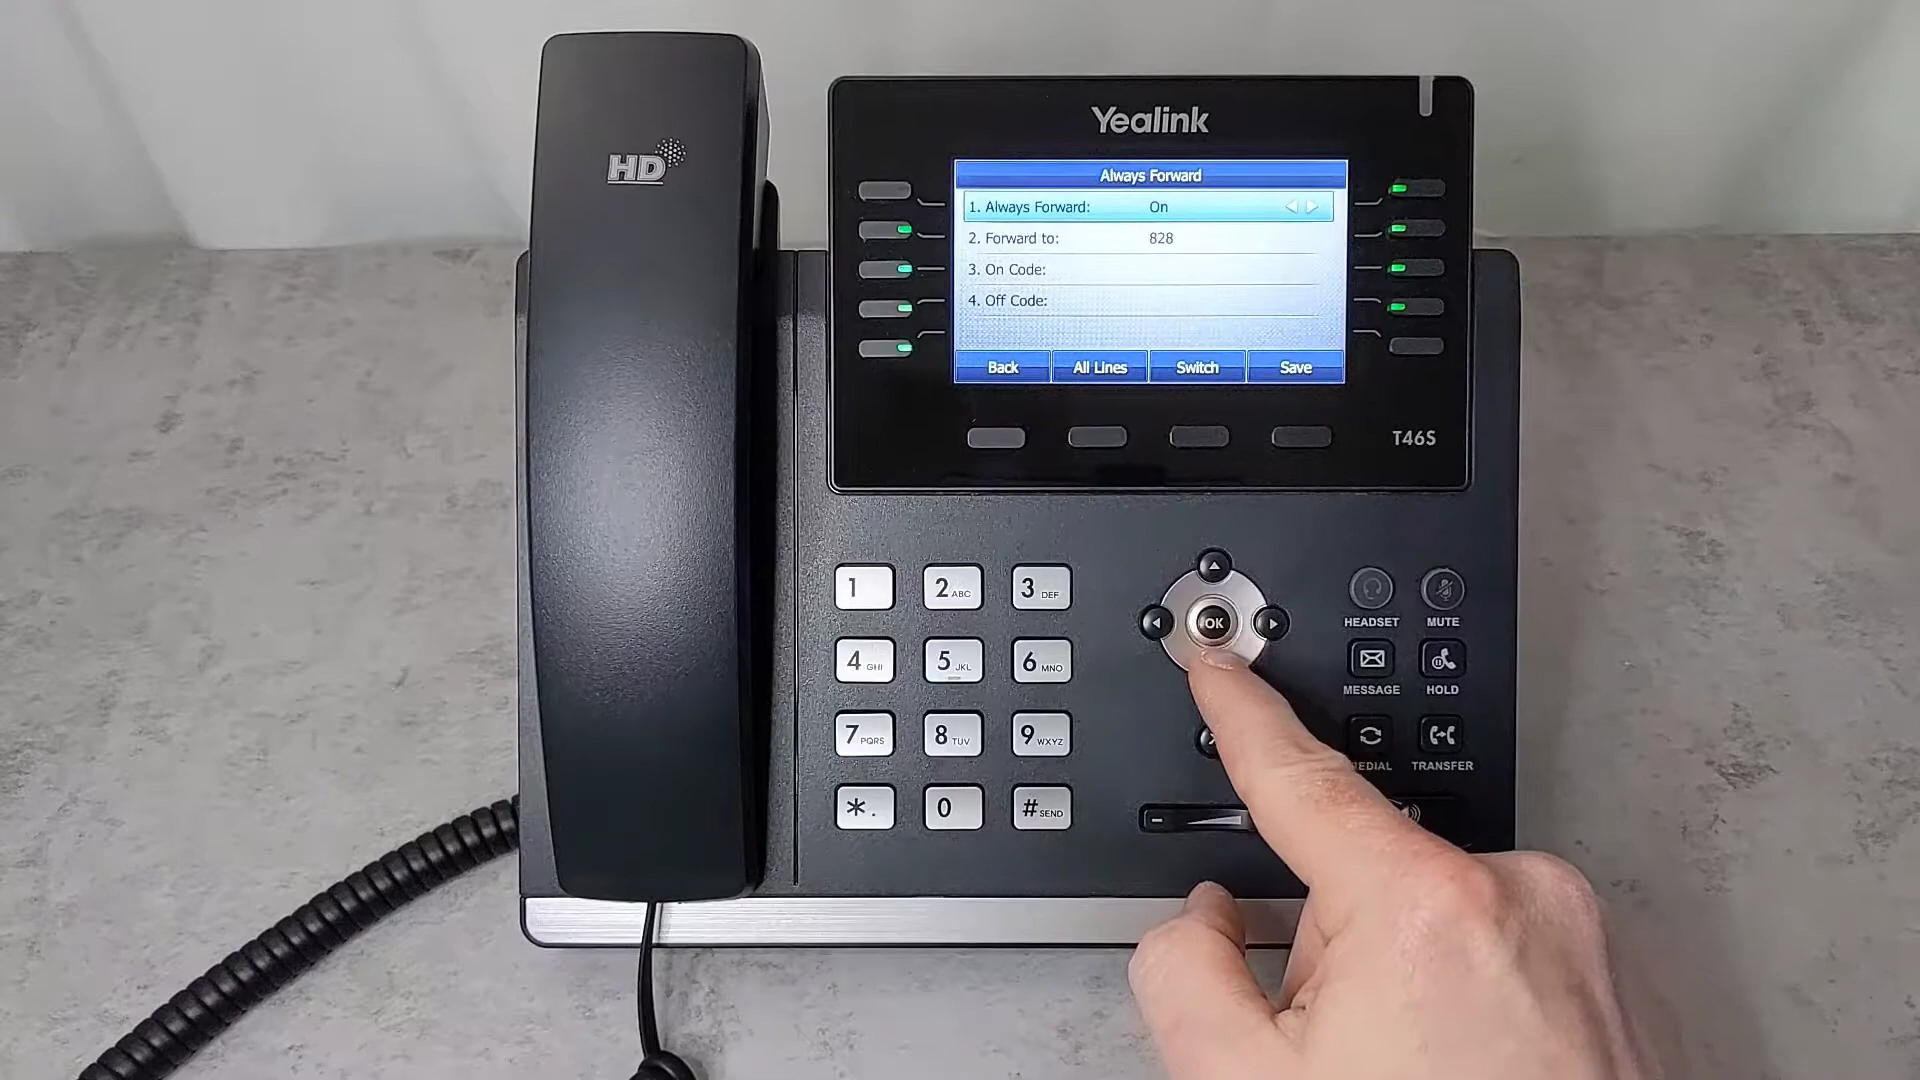 HD
Yealink
Always Forward
1. Always Forward: On
2. Forward to: 828
3. On Code:
4. Off Code:
Back All Lines Switch Save
T46S
1 2 ABC 3 DEF
4 GHI 5 JKL 6 MNO
7 PQRS 8 TUV 9 WXYZ
*. 0 # SEND
OK
HEADSET MUTE
MESSAGE HOLD
EDIAL TRANSFER